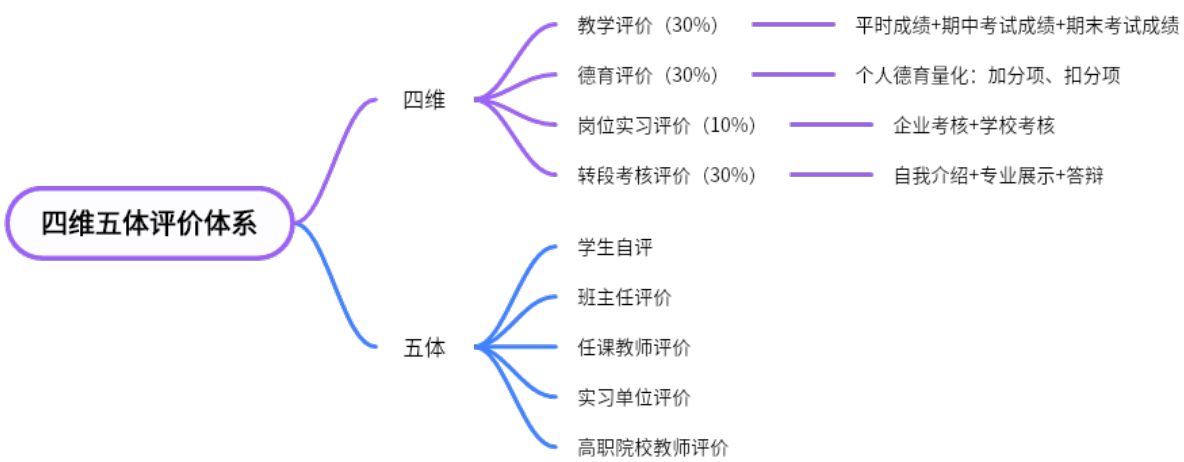 四维五体评价体系
四维
教学评价（30%）
平时成绩+期中考试成绩+期末考试成绩
德育评价（30%）
个人德育量化：加分项、扣分项
岗位实习评价（10%）
企业考核+学校考核
转段考核评价（30%）
自我介绍+专业展示+答辩
五体
学生自评
班主任评价
任课教师评价
实习单位评价
高职院校教师评价